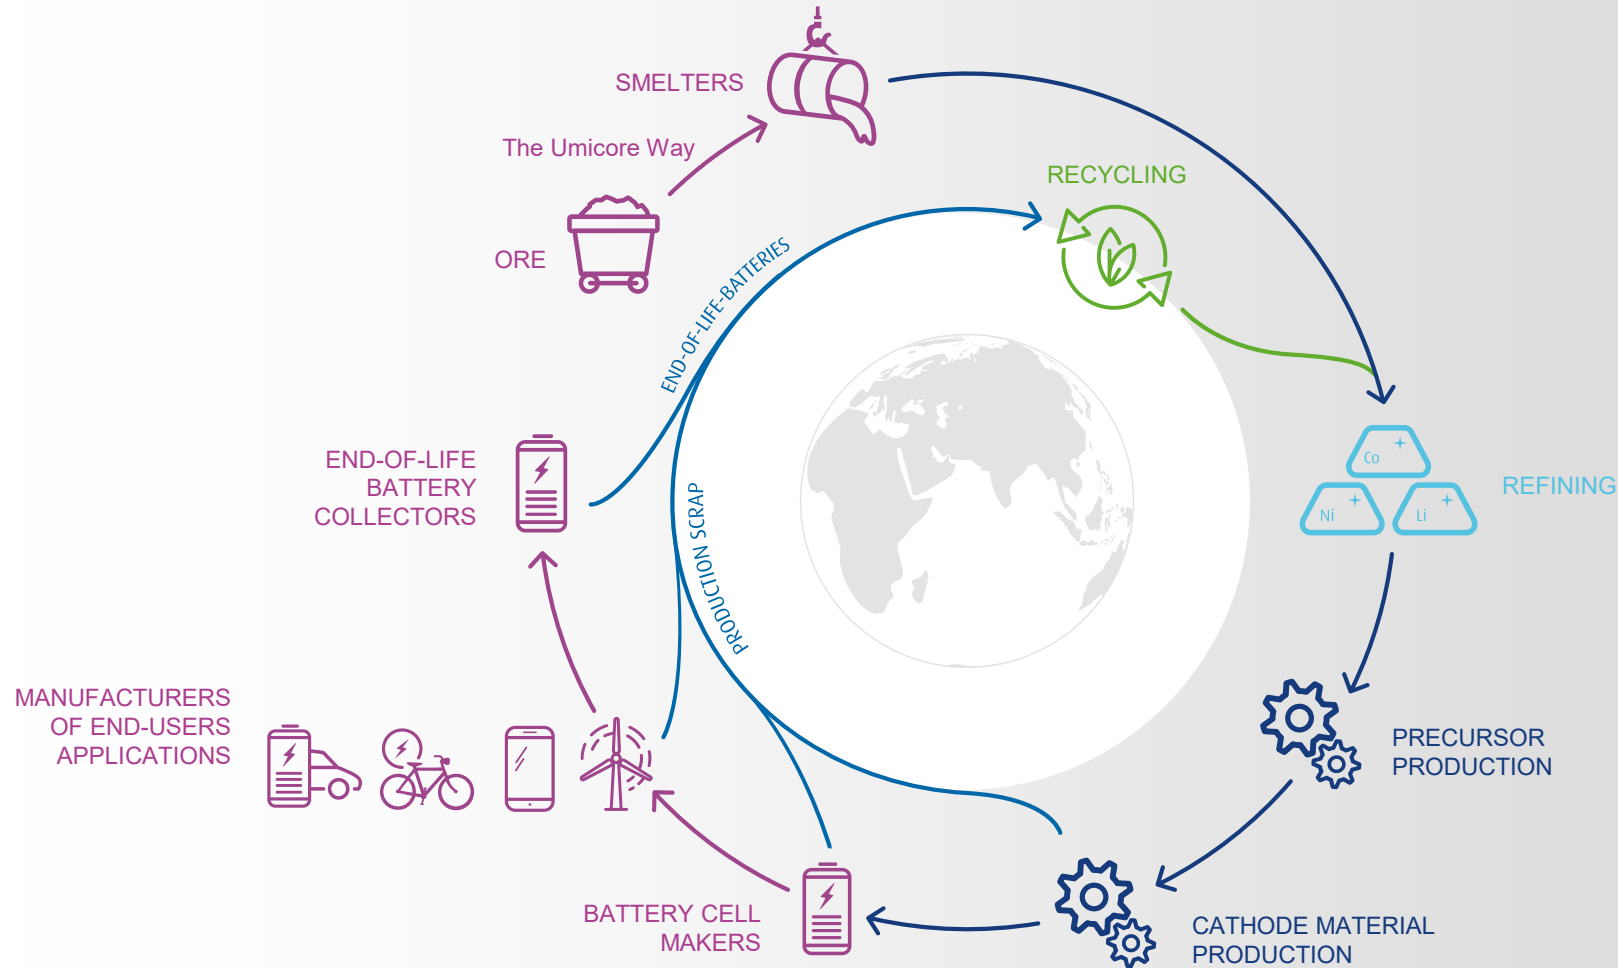 SMELTERS
The Umicore Way
RECYCLING
ORE
END-OF-LIFE-BATTERIES
END-OF-LIFE
BATTERY
COLLECTORS
Co
Ni
Li
REFINING
PRODUCTION SCRAP
MANUFACTURERS
OF END-USERS
APPLICATIONS
PRECURSOR
PRODUCTION
BATTERY CELL
MAKERS
CATHODE MATERIAL
PRODUCTION